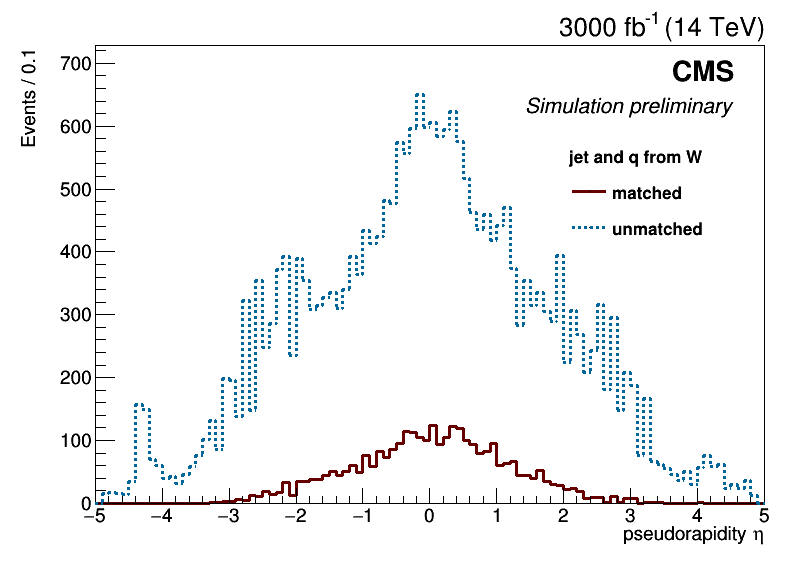 3000 fb-1 (14 TeV)
Events / 0.1
700
600
500
400
300
200
100
0
CMS
Simulation preliminary
jet and q from W
matched
unmatched
−5 −4 −3 −2 −1 0 1 2 3 4 5
pseudorapidity η